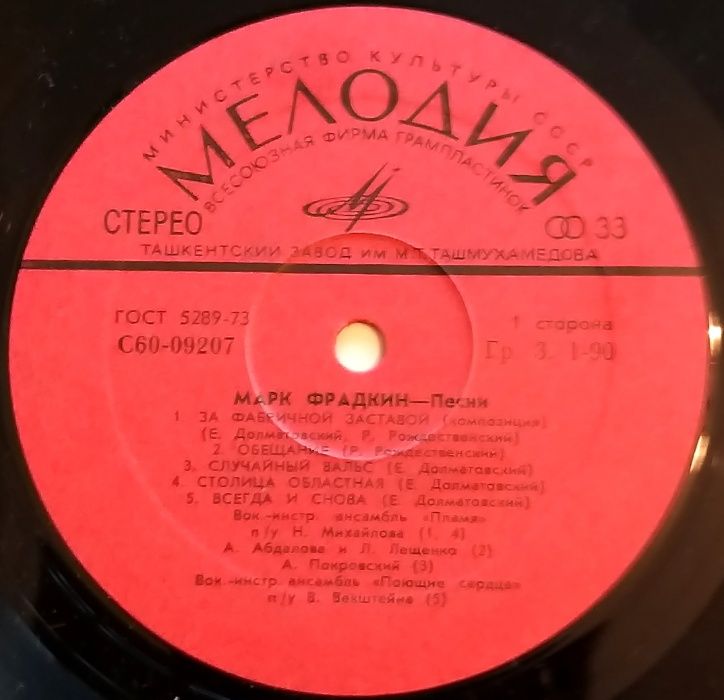 МИНИСТЕРСТВО КУЛЬТУРЫ СССР
МЕЛОДИЯ
ВСЕСОЮЗНАЯ ФИРМА ГРАМПЛАСТИНОК
СТЕРЕО
33
ТАШКЕНТСКИЙ ЗАВОД ИМ М.Т.ТАШМУХАМЕДОВА
ГОСТ 5289-73
1 сторона
С60-09207
Гр 3. 1-90
МАРК ФРАДКИН—Песни
1. ЗА ФАБРИЧНОЙ ЗАСТАВОЙ (композиция)
(Е. Долматовский, Р. Рождественский)
2. ОБЕЩАНИЕ (Р. Рождественский)
3. СЛУЧАЙНЫЙ ВАЛЬС (Е. Долматовский)
4. СТОЛИЦА ОБЛАСТНАЯ (Е. Долматовский)
5. ВСЕГДА И СНОВА (Е. Долматовский)
Вок.-инстр. ансамбль «Пламя»
п/у Н. Михайлова (1, 4)
А. Абдалова и Л. Лещенко (2)
А. Покровский (3)
Вок.-инстр. ансамбль «Поющие сердца»
п/у В. Векштейна (5)